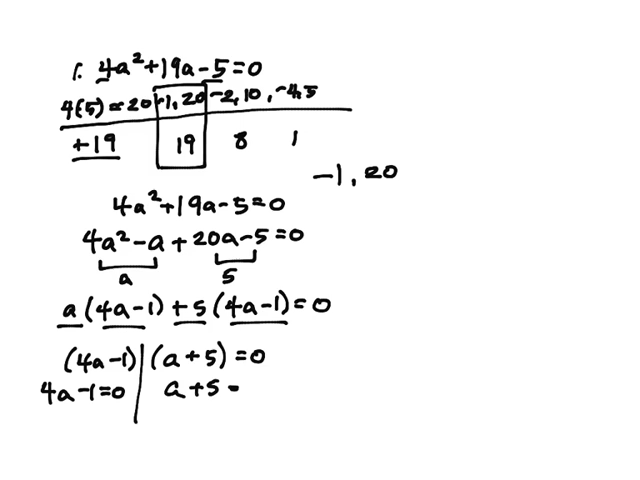 1. 4a²+19a-5=0
4(-5)=-20 -1,20 -2,10, -4,5
+19 19 8 1
-1, 20
4a²+19a-5=0
4a²-a+20a-5=0
a 5
a(4a-1)+5(4a-1)=0
(4a-1)|(a+5)=0
4a-1=0 a+5=